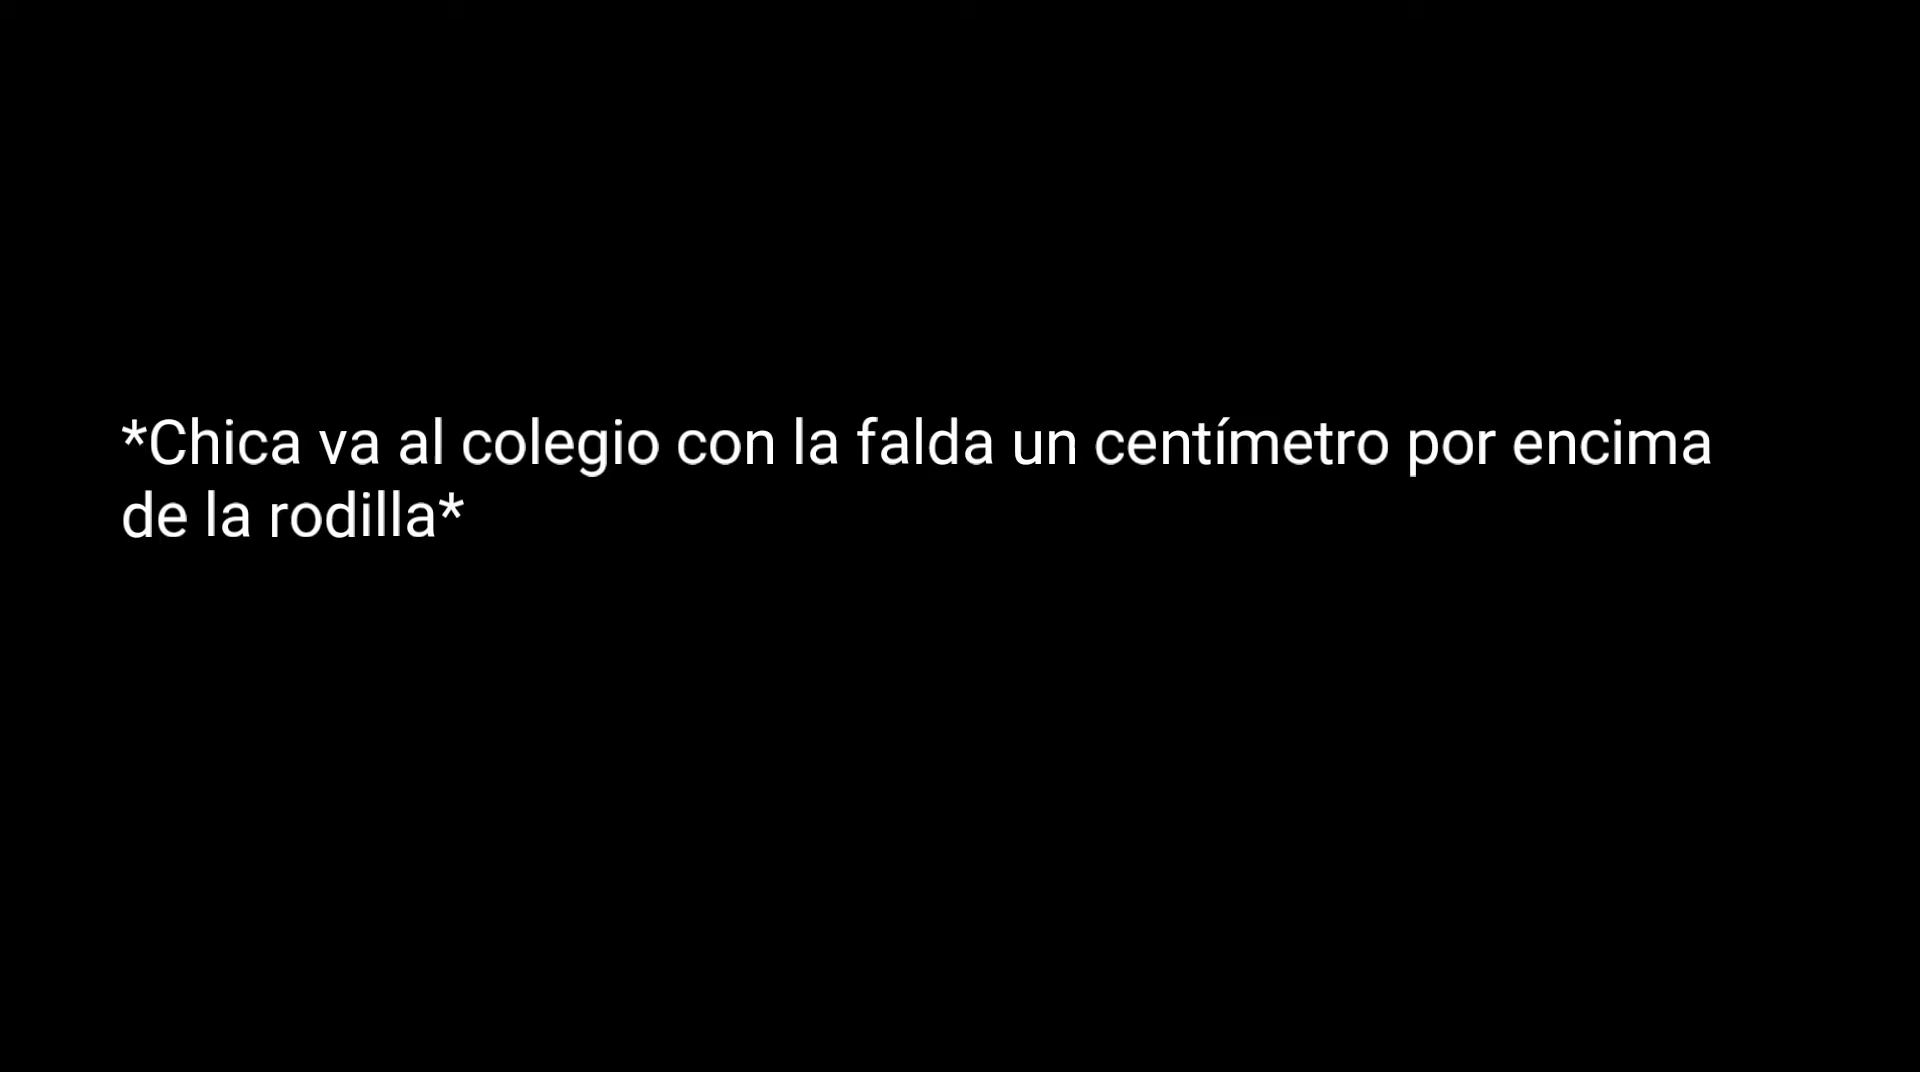 *Chica va al colegio con la falda un centímetro por encima
de la rodilla*